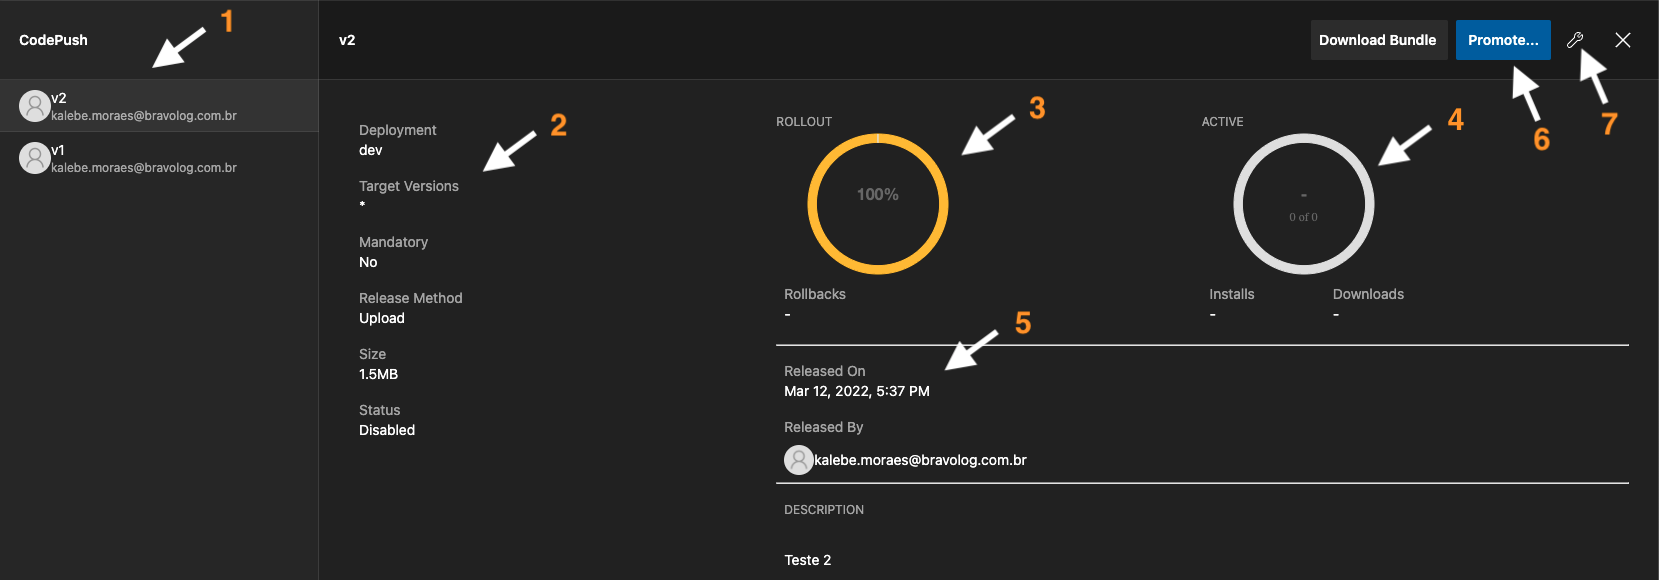 CodePush
1
v2
kalebe.moraes@bravolog.com.br
v1
kalebe.moraes@bravolog.com.br
v2
Download Bundle
Promote...
6
7
Deployment
dev
2
Target Versions
*
Mandatory
No
Release Method
Upload
Size
1.5MB
Status
Disabled
ROLLOUT
3
100%
Rollbacks
-
ACTIVE
4
-
0 of 0
Installs
-
Downloads
-
5
Released On
Mar 12, 2022, 5:37 PM
Released By
kalebe.moraes@bravolog.com.br
DESCRIPTION
Teste 2